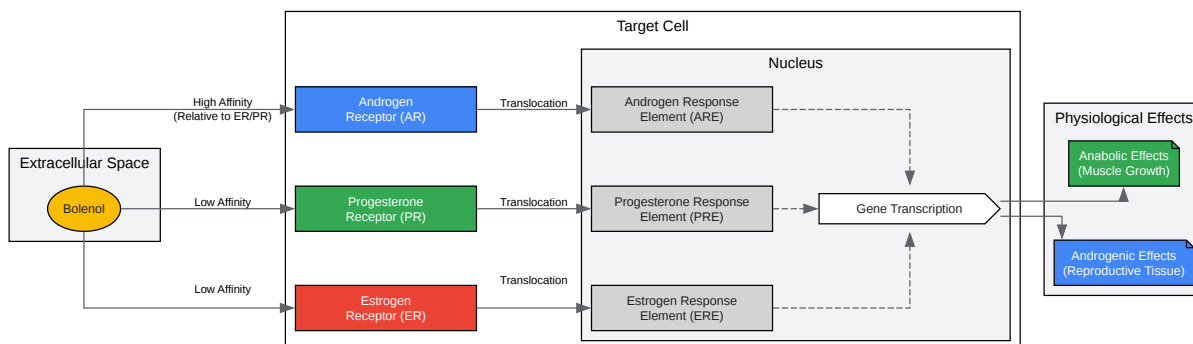 Target Cell
Nucleus
Extracellular Space
Bolenol
High Affinity
(Relative to ER/PR)
Low Affinity
Low Affinity
Androgen
Receptor (AR)
Progesterone
Receptor (PR)
Estrogen
Receptor (ER)
Translocation
Translocation
Translocation
Androgen Response
Element (ARE)
Progesterone Response
Element (PRE)
Estrogen Response
Element (ERE)
Gene Transcription
Physiological Effects
Anabolic Effects
(Muscle Growth)
Androgenic Effects
(Reproductive Tissue)